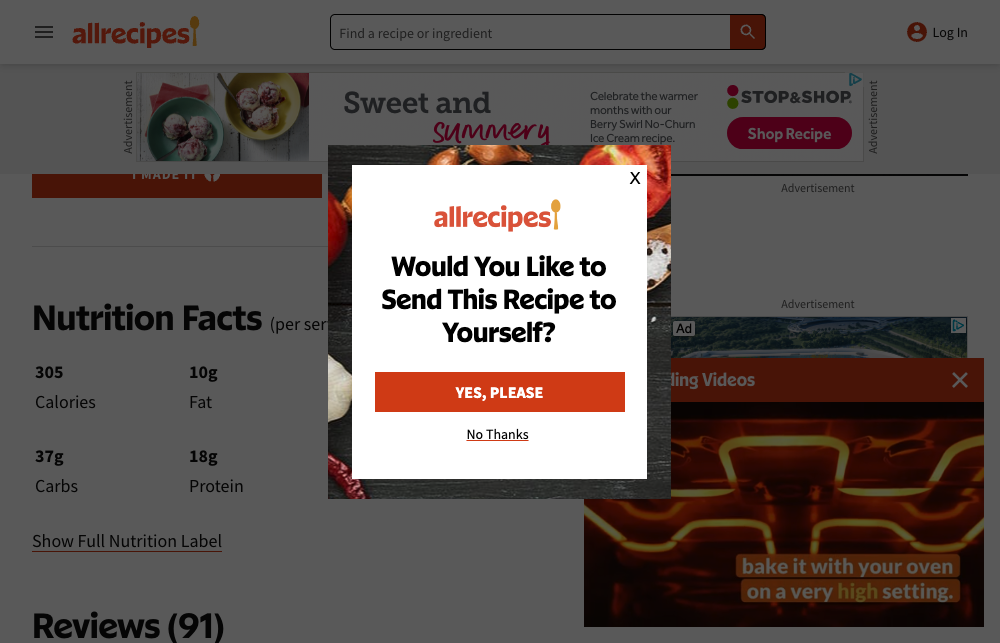 allrecipes
Find a recipe or ingredient
Log In
Advertisement
Sweet and
summery
Celebrate the warmer
months with our
Berry Swirl No-Churn
Ice Cream recipe.
STOP&SHOP.
Shop Recipe
Advertisement
I MADE IT
Advertisement
X
allrecipes
Would You Like to
Send This Recipe to
Yourself?
YES, PLEASE
No Thanks
Nutrition Facts (per ser
305
Calories
10g
Fat
37g
Carbs
18g
Protein
Show Full Nutrition Label
Reviews (91)
Advertisement
Ad
ding Videos
bake it with your oven
on a very high setting.